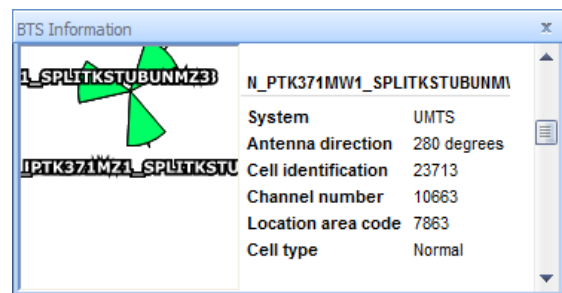 BTS Information
x
N_PTK371MW1_SPLITKSTUBUNM
System UMTS
Antenna direction 280 degrees
Cell identification 23713
Channel number 10663
Location area code 7863
Cell type Normal
1_SPLITKSTUBUNMZ3
PTK371MZ1_SPLITKSTU